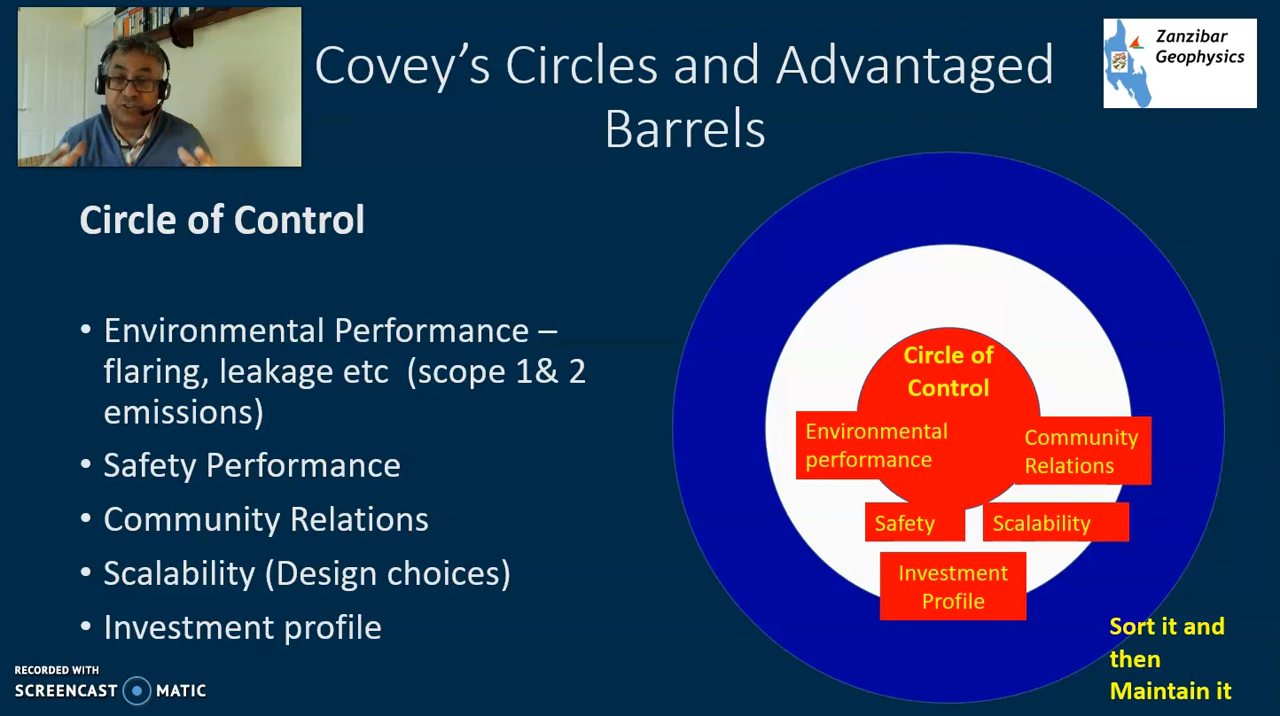 Covey's Circles and Advantaged
Barrels
Zanzibar
Geophysics
Circle of Control
• Environmental Performance –
flaring, leakage etc (scope 1& 2
emissions)
• Safety Performance
• Community Relations
• Scalability (Design choices)
• Investment profile
Circle of
Control
Environmental
performance
Community
Relations
Safety
Scalability
Investment
Profile
Sort it and
then
Maintain it
RECORDED WITH
SCREENCAST MATIC